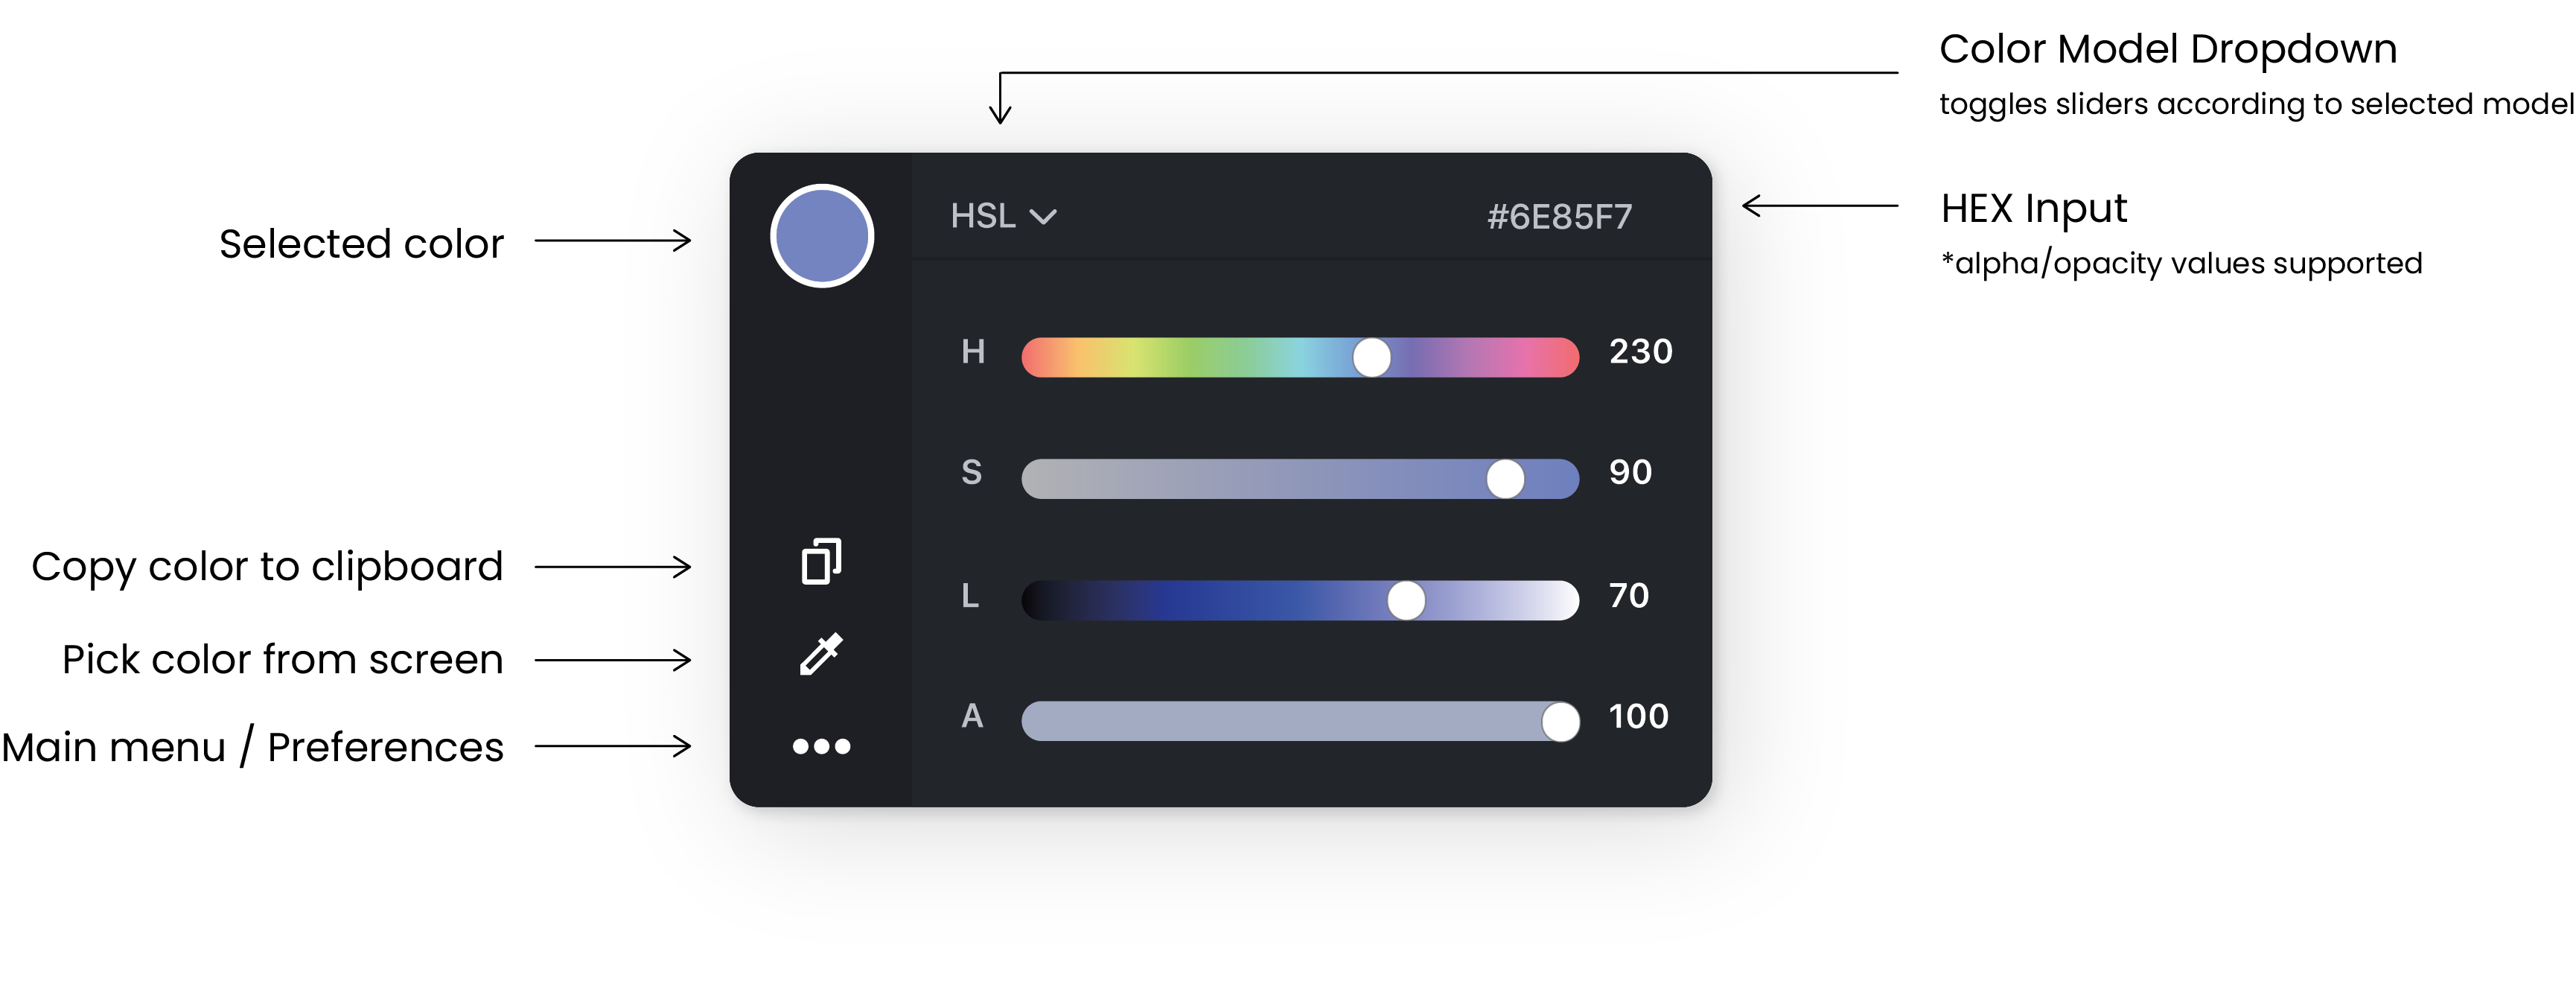 Color Model Dropdown
toggles sliders according to selected model
HEX Input
*alpha/opacity values supported
Selected color
Copy color to clipboard
Pick color from screen
Main menu / Preferences
HSL
#6E85F7
H 230
S 90
L 70
A 100